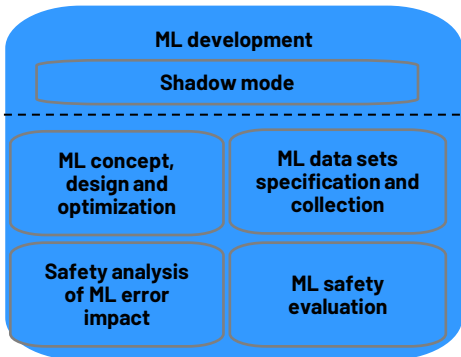 ML development
Shadow mode
ML concept,
design and
optimization
ML data sets
specification and
collection
Safety analysis
of ML error
impact
ML safety
evaluation